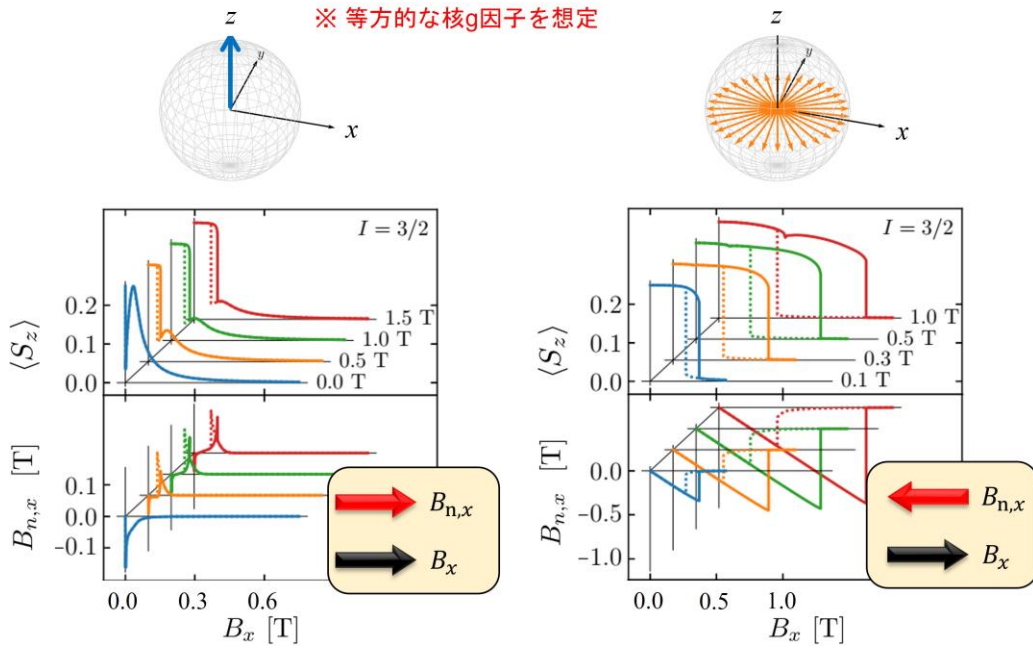 ※ 等方的な核g因子を想定
z
y
x
z
y
x
I = 3/2
⟨S_z⟩
0.2
0.1
0.0
1.5 T
1.0 T
0.5 T
0.0 T
B_{n,x} [T]
0.1
0.0
−0.1
B_{n,x}
B_x
0.0 0.3 0.6
B_x [T]
I = 3/2
⟨S_z⟩
0.2
0.1
0.0
1.0 T
0.5 T
0.3 T
0.1 T
B_{n,x} [T]
0.0
−0.5
−1.0
B_{n,x}
B_x
0.0 0.5 1.0
B_x [T]